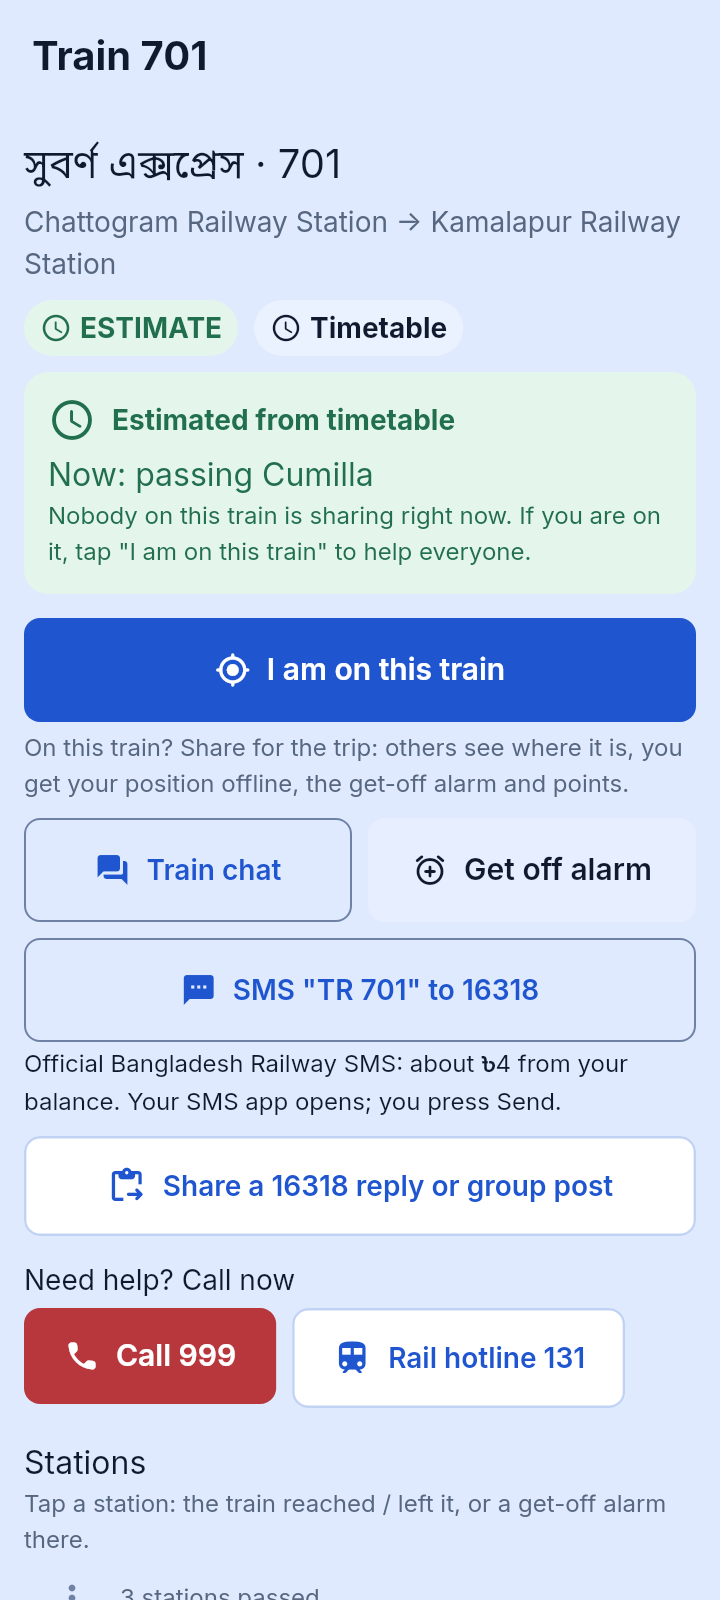 Train 701
সুবর্ণ এক্সপ্রেস · 701
Chattogram Railway Station → Kamalapur Railway
Station
ESTIMATE
Timetable
Estimated from timetable
Now: passing Cumilla
Nobody on this train is sharing right now. If you are on
it, tap "I am on this train" to help everyone.
I am on this train
On this train? Share for the trip: others see where it is, you
get your position offline, the get-off alarm and points.
Train chat
Get off alarm
SMS "TR 701" to 16318
Official Bangladesh Railway SMS: about ৳4 from your
balance. Your SMS app opens; you press Send.
Share a 16318 reply or group post
Need help? Call now
Call 999
Rail hotline 131
Stations
Tap a station: the train reached / left it, or a get-off alarm
there.
3 stations passed